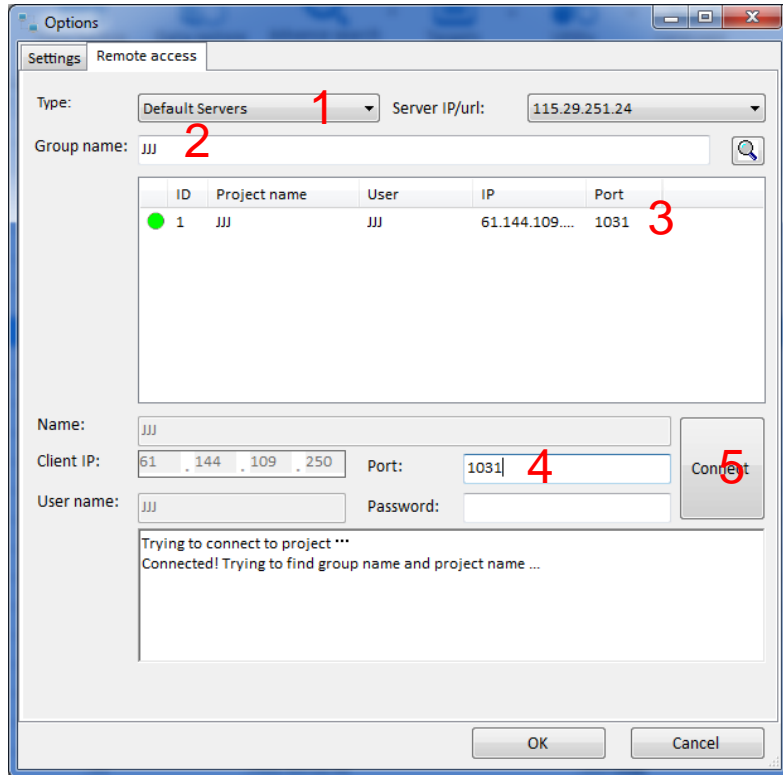 Options
Settings Remote access
Type: Default Servers 1 Server IP/url: 115.29.251.24
Group name: JJJ 2
ID Project name User IP Port
1 JJJ JJJ 61.144.109.... 1031 3
Name: JJJ
Client IP: 61 . 144 . 109 . 250 Port: 1031 4 Connect 5
User name: JJJ Password:
Trying to connect to project ···
Connected! Trying to find group name and project name ...
OK Cancel